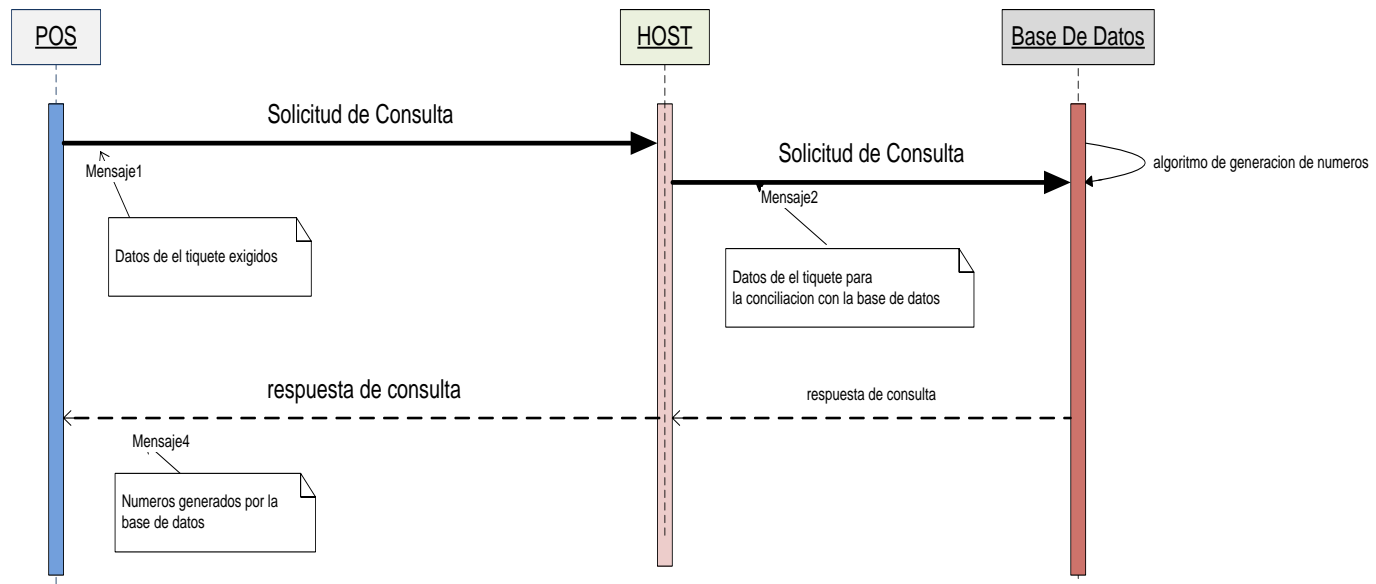 POS
HOST
Base De Datos
Solicitud de Consulta
Mensaje1
Solicitud de Consulta
algoritmo de generacion de numeros
Mensaje2
Datos de el tiquete exigidos
Datos de el tiquete para
la conciliacion con la base de datos
respuesta de consulta
respuesta de consulta
Mensaje4
Numeros generados por la
base de datos